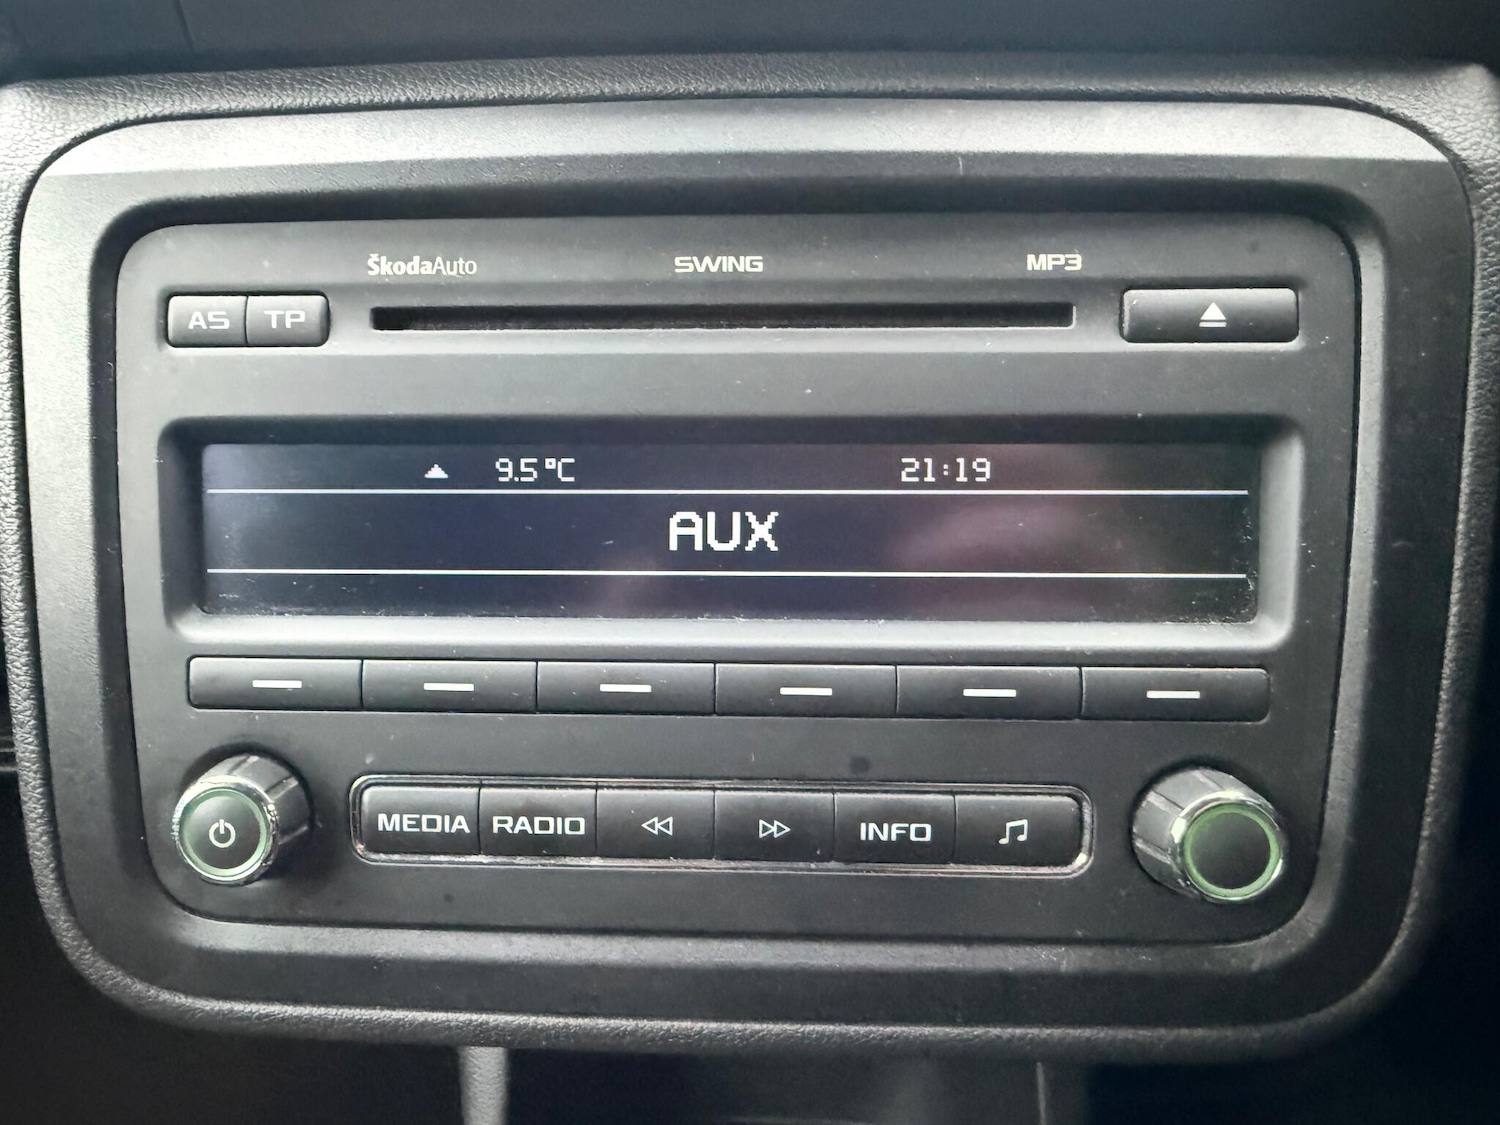 ŠkodaAuto SWING MP3
AS TP
9.5°C 21:19
AUX
MEDIA RADIO INFO